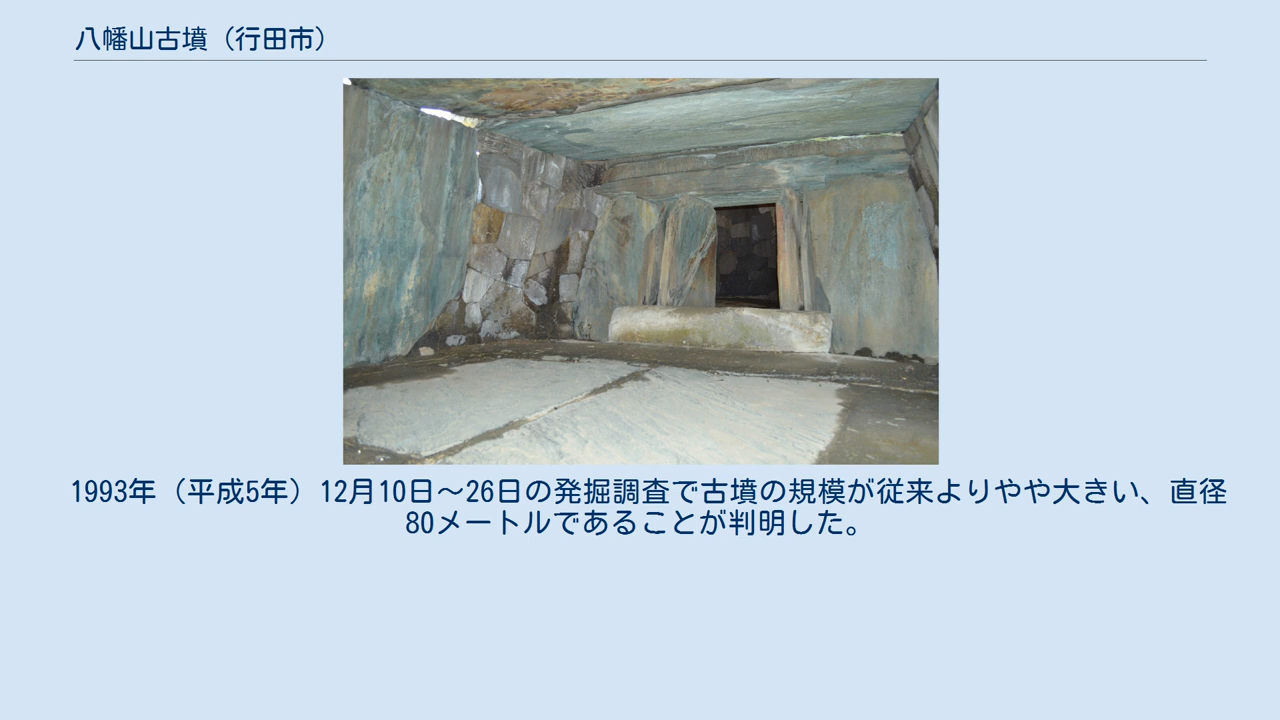 八幡山古墳（行田市）
1993年（平成5年）12月10日～26日の発掘調査で古墳の規模が従来よりやや大きい、直径
80メートルであることが判明した。